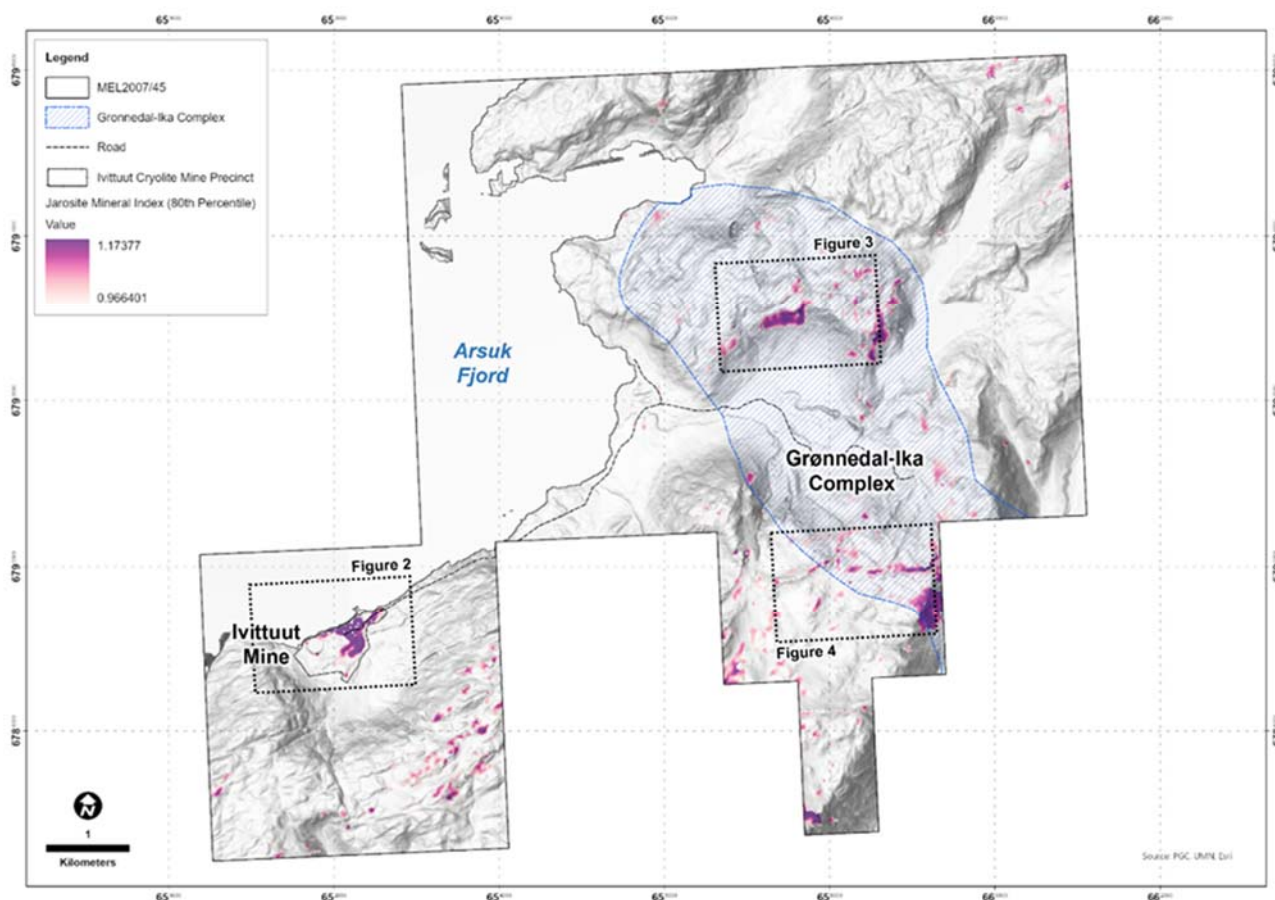 Legend
MEL2007/45
Gronnedal-Ika Complex
Road
Ivittuut Cryolite Mine Precinct
Jarosite Mineral Index (80th Percentile)
Value
1.17377
0.966401
Figure 3
Arsuk
Fjord
Grønnedal-Ika
Complex
Figure 2
Ivittuut
Mine
Figure 4
N
1
Kilometers
Source: PGC, UMN, Esri